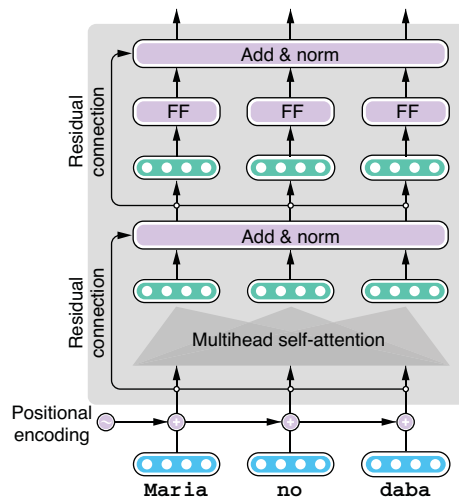 Add & norm
Residual
connection
FF
FF
FF
Add & norm
Residual
connection
Multihead self-attention
Positional
encoding
~
+
+
+
Maria
no
daba